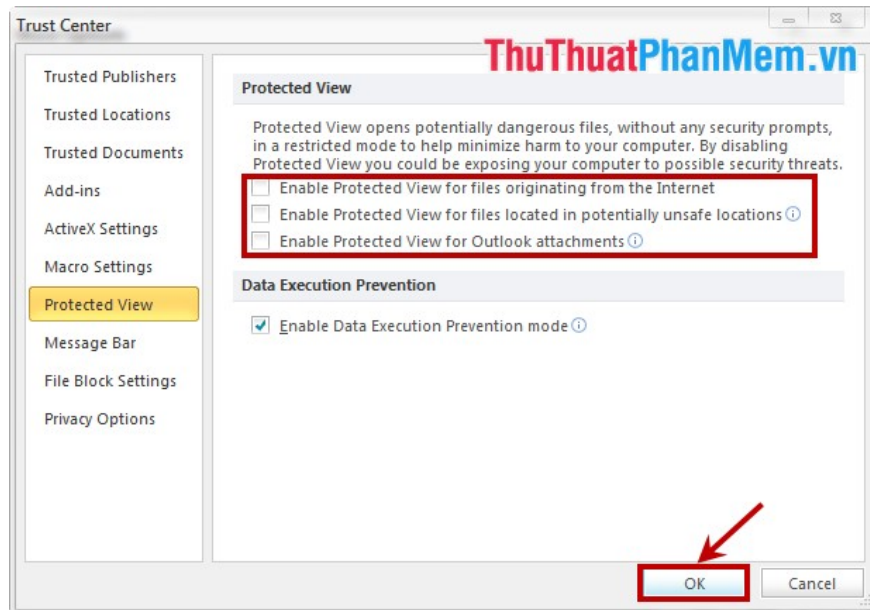 Trust Center
ThuThuatPhanMem.vn
Trusted Publishers
Trusted Locations
Trusted Documents
Add-ins
ActiveX Settings
Macro Settings
Protected View
Message Bar
File Block Settings
Privacy Options
Protected View
Protected View opens potentially dangerous files, without any security prompts,
in a restricted mode to help minimize harm to your computer. By disabling
Protected View you could be exposing your computer to possible security threats.
Enable Protected View for files originating from the Internet
Enable Protected View for files located in potentially unsafe locations
Enable Protected View for Outlook attachments
Data Execution Prevention
Enable Data Execution Prevention mode
OK
Cancel